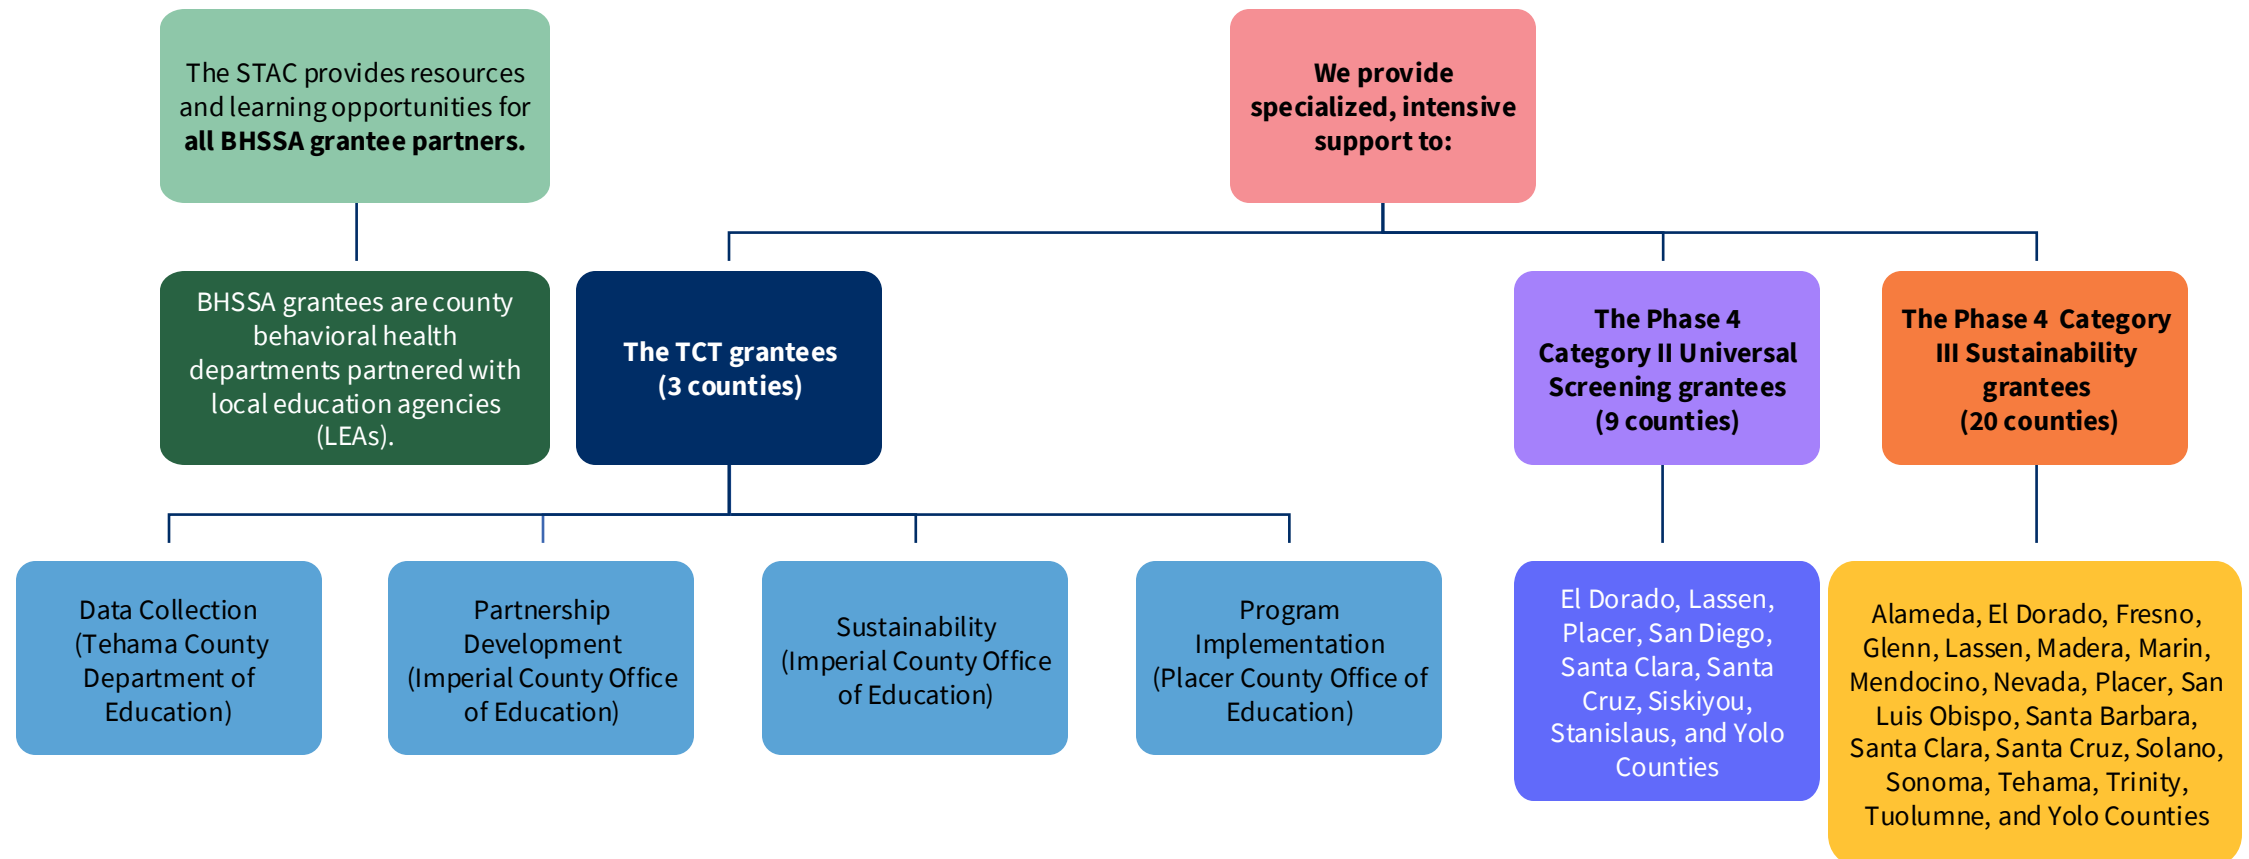 The STAC provides resources
and learning opportunities for
all BHSSA grantee partners.
We provide
specialized, intensive
support to:
BHSSA grantees are county
behavioral health
departments partnered with
local education agencies
(LEAs).
The TCT grantees
(3 counties)
The Phase 4
Category II Universal
Screening grantees
(9 counties)
The Phase 4 Category
III Sustainability
grantees
(20 counties)
Data Collection
(Tehama County
Department of
Education)
Partnership
Development
(Imperial County Office
of Education)
Sustainability
(Imperial County Office
of Education)
Program
Implementation
(Placer County Office of
Education)
El Dorado, Lassen,
Placer, San Diego,
Santa Clara, Santa
Cruz, Siskiyou,
Stanislaus, and Yolo
Counties
Alameda, El Dorado, Fresno,
Glenn, Lassen, Madera, Marin,
Mendocino, Nevada, Placer, San
Luis Obispo, Santa Barbara,
Santa Clara, Santa Cruz, Solano,
Sonoma, Tehama, Trinity,
Tuolumne, and Yolo Counties